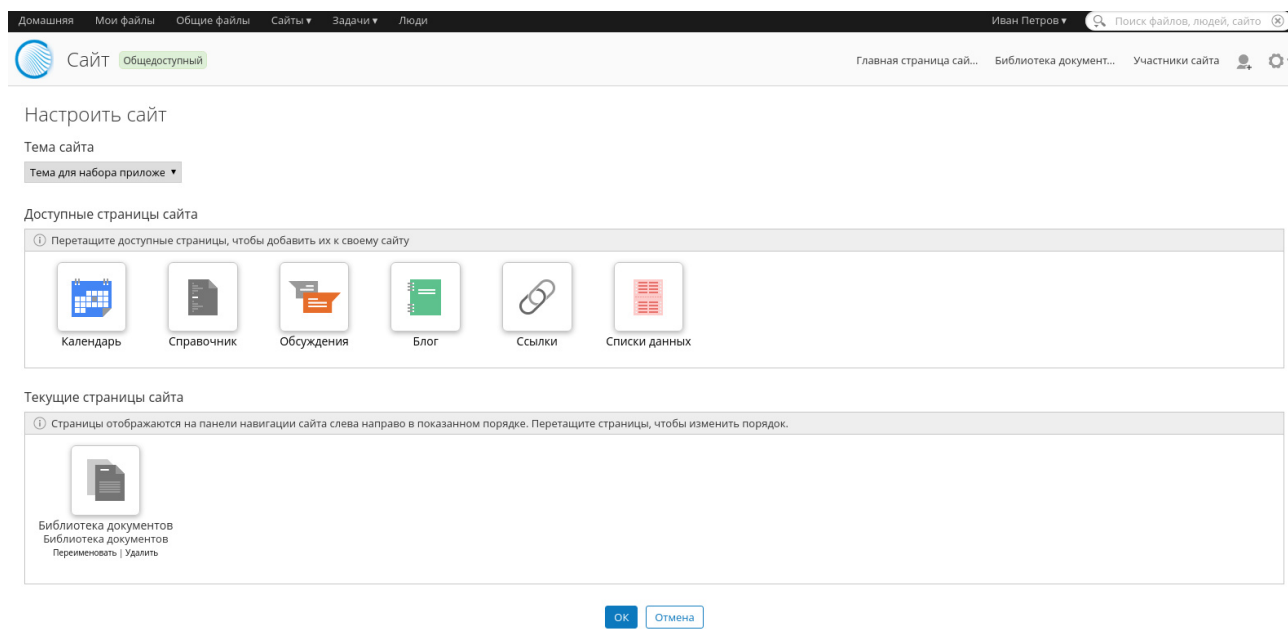 Домашняя Мои файлы Общие файлы Сайты ▾ Задачи ▾ Люди Иван Петров ▾ Поиск файлов, людей, сайто
Сайт Общедоступный Главная страница сай... Библиотека документ... Участники сайта
Настроить сайт
Тема сайта
Тема для набора приложе ▾
Доступные страницы сайта
Перетащите доступные страницы, чтобы добавить их к своему сайту
Календарь Справочник Обсуждения Блог Ссылки Списки данных
Текущие страницы сайта
Страницы отображаются на панели навигации сайта слева направо в показанном порядке. Перетащите страницы, чтобы изменить порядок.
Библиотека документов
Библиотека документов
Переименовать | Удалить
ОК Отмена